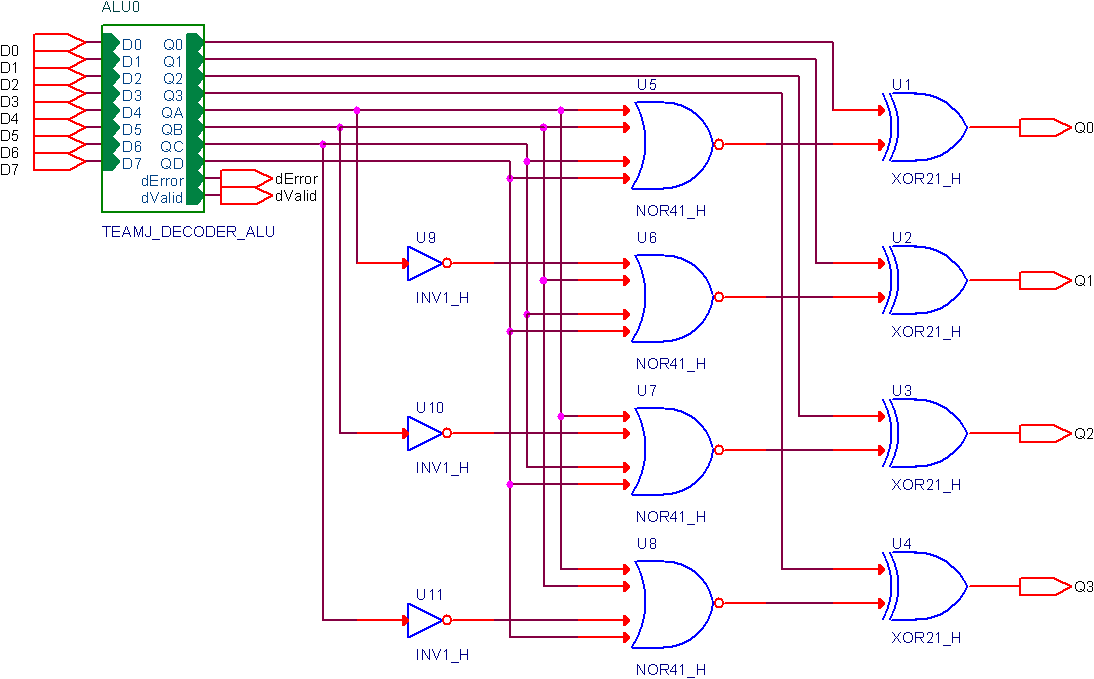 ALU0
D0
D1
D2
D3
D4
D5
D6
D7
D0 Q0
D1 Q1
D2 Q2
D3 Q3
D4 QA
D5 QB
D6 QC
D7 QD
dError
dValid
dError
dValid
TEAMJ_DECODER_ALU
U5
NOR41_H
U1
XOR21_H
Q0
U9
INV1_H
U6
NOR41_H
U2
XOR21_H
Q1
U10
INV1_H
U7
NOR41_H
U3
XOR21_H
Q2
U11
INV1_H
U8
NOR41_H
U4
XOR21_H
Q3